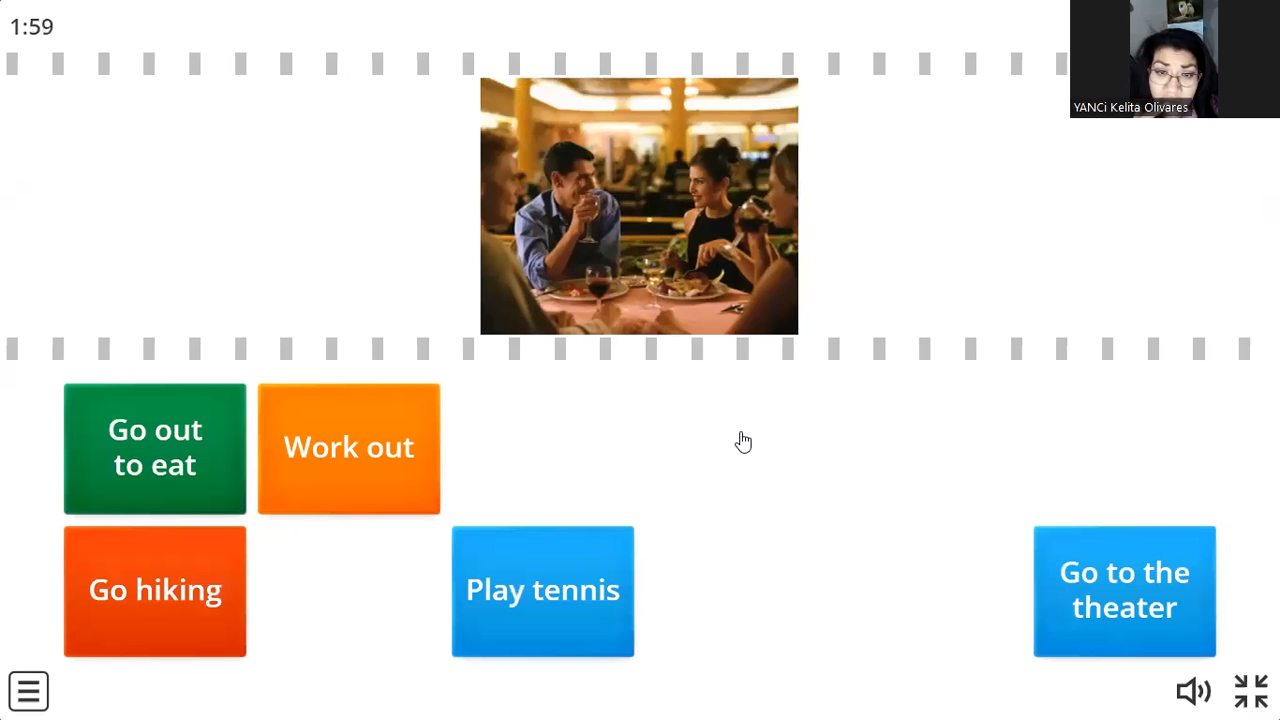 1:59
YANCi Kelita Olivares
Go out
to eat
Work out
Go hiking
Play tennis
Go to the
theater